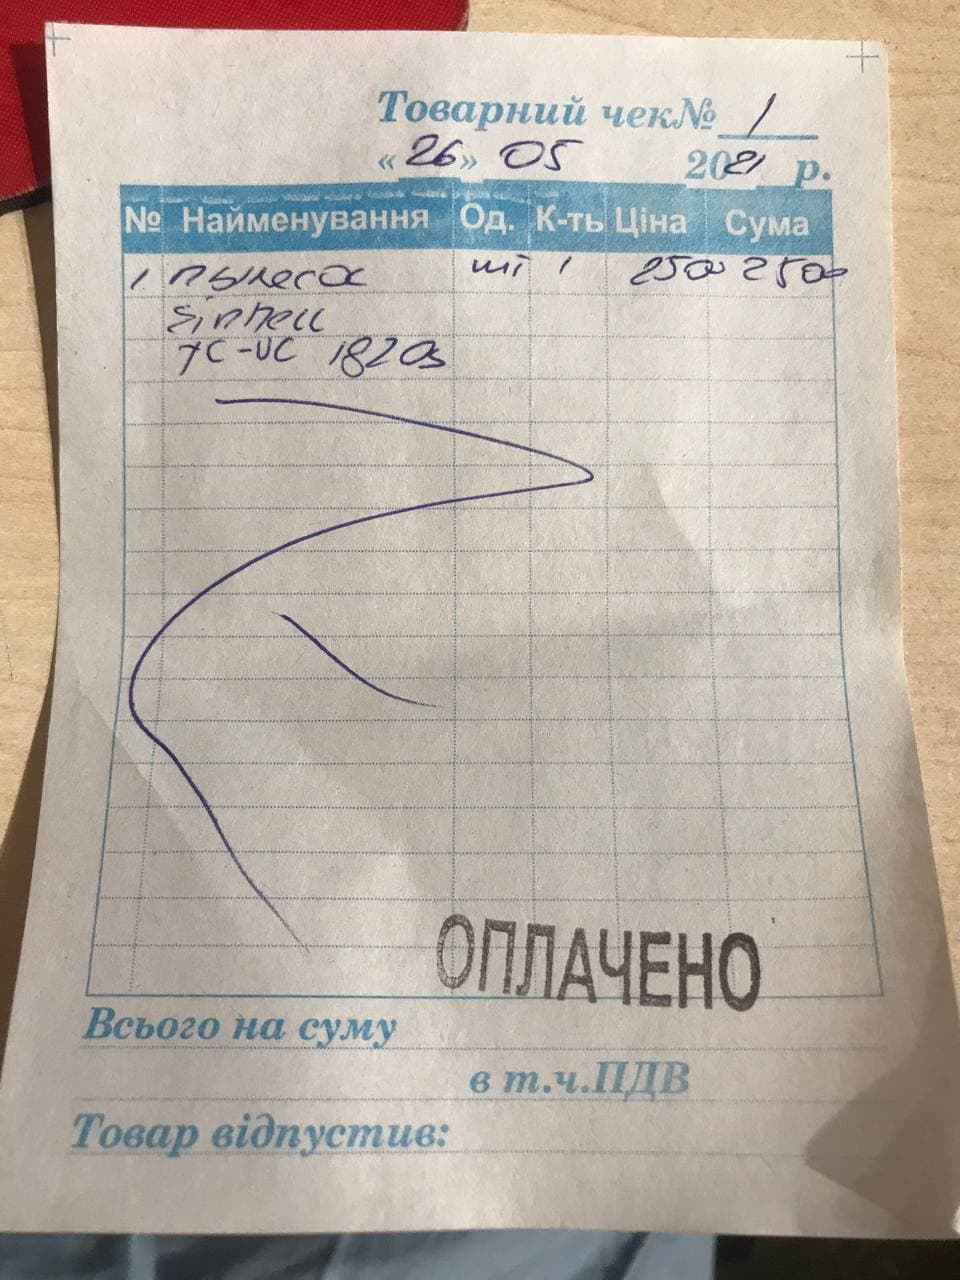 Товарний чек№ 1
« 26 » 05 2021 р.
№ Найменування Од. К-ть Ціна Сума
1 пылесос шт 1 2500 2500
Einhell
TC-VC 1820s
ОПЛАЧЕНО
Всього на суму
в т.ч.ПДВ
Товар відпустив: